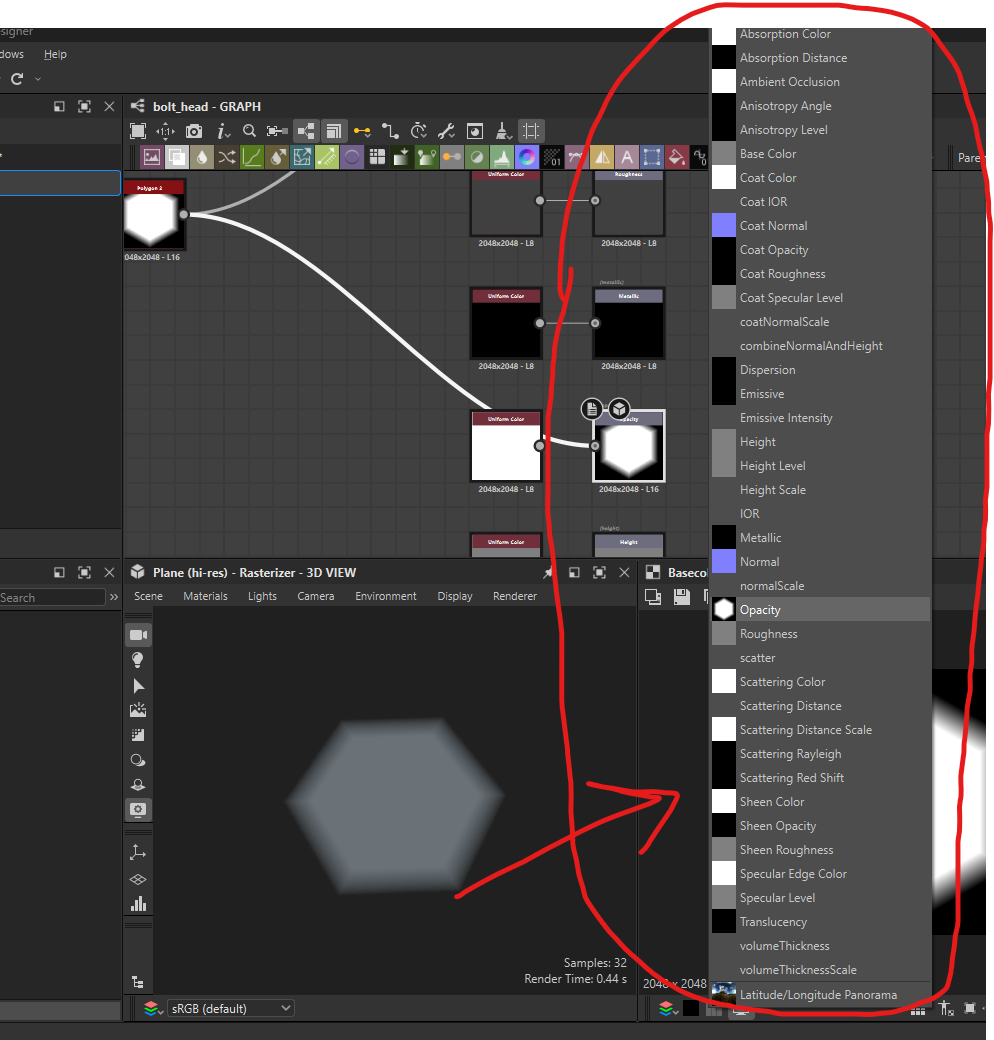 esigner
dows Help
bolt_head - GRAPH
Paren
Polygon 2
2048x2048 - L16
Uniform Color
2048x2048 - L8
Roughness
2048x2048 - L8
(metallic)
Uniform Color
2048x2048 - L8
Metallic
2048x2048 - L8
Uniform Color
2048x2048 - L8
Opacity
2048x2048 - L16
(height)
Uniform Color
Height
Search
Plane (hi-res) - Rasterizer - 3D VIEW
Scene Materials Lights Camera Environment Display Renderer
Samples: 32
Render Time: 0.44 s
sRGB (default)
Baseco
2048 x 2048
Absorption Color
Absorption Distance
Ambient Occlusion
Anisotropy Angle
Anisotropy Level
Base Color
Coat Color
Coat IOR
Coat Normal
Coat Opacity
Coat Roughness
Coat Specular Level
coatNormalScale
combineNormalAndHeight
Dispersion
Emissive
Emissive Intensity
Height
Height Level
Height Scale
IOR
Metallic
Normal
normalScale
Opacity
Roughness
scatter
Scattering Color
Scattering Distance
Scattering Distance Scale
Scattering Rayleigh
Scattering Red Shift
Sheen Color
Sheen Opacity
Sheen Roughness
Specular Edge Color
Specular Level
Translucency
volumeThickness
volumeThicknessScale
Latitude/Longitude Panorama